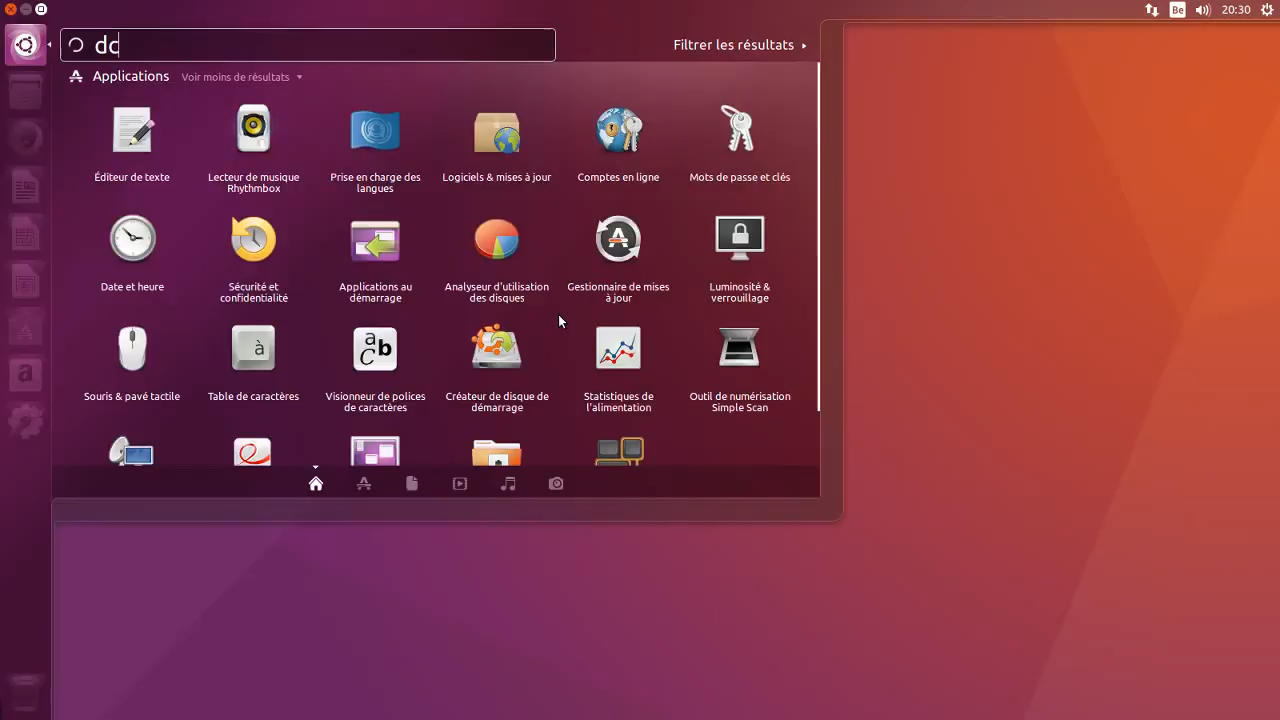 Be
20:30
dc
Filtrer les résultats
Applications
Voir moins de résultats
Éditeur de texte
Lecteur de musique
Rhythmbox
Prise en charge des
langues
Logiciels & mises à jour
Comptes en ligne
Mots de passe et clés
Date et heure
Sécurité et
confidentialité
Applications au
démarrage
Analyseur d'utilisation
des disques
Gestionnaire de mises
à jour
Luminosité &
verrouillage
à
a
b
C
Souris & pavé tactile
Table de caractères
Visionneur de polices
de caractères
Créateur de disque de
démarrage
Statistiques de
l'alimentation
Outil de numérisation
Simple Scan
a